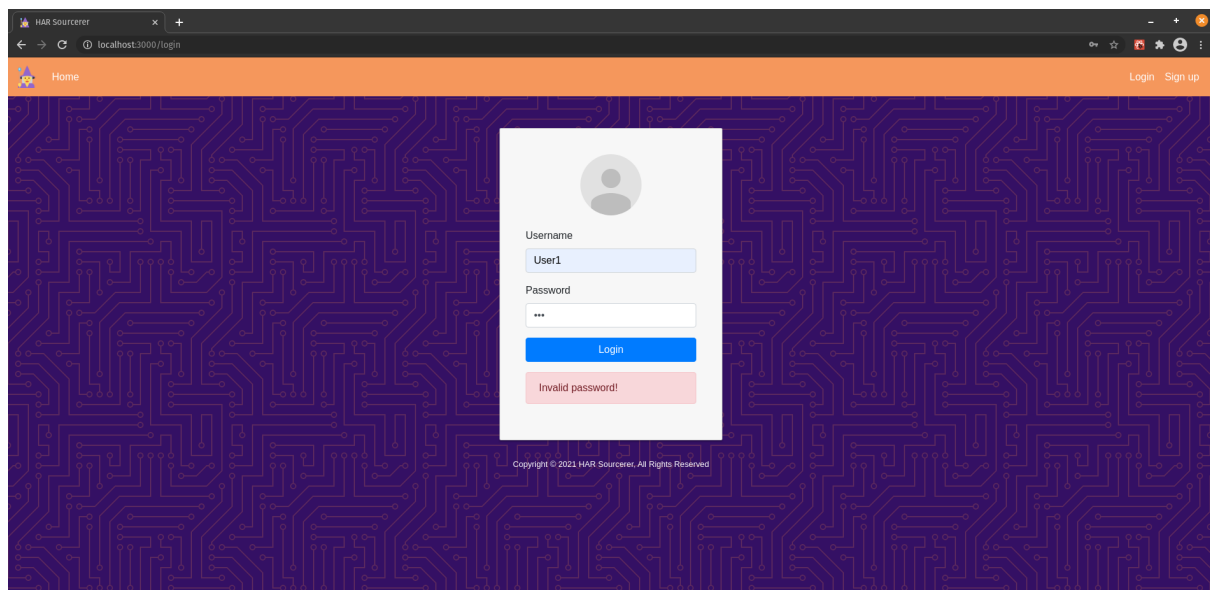 HAR Sourcerer
localhost:3000/login
Home
Login Sign up
Username
User1
Password
•••
Login
Invalid password!
Copyright © 2021 HAR Sourcerer, All Rights Reserved